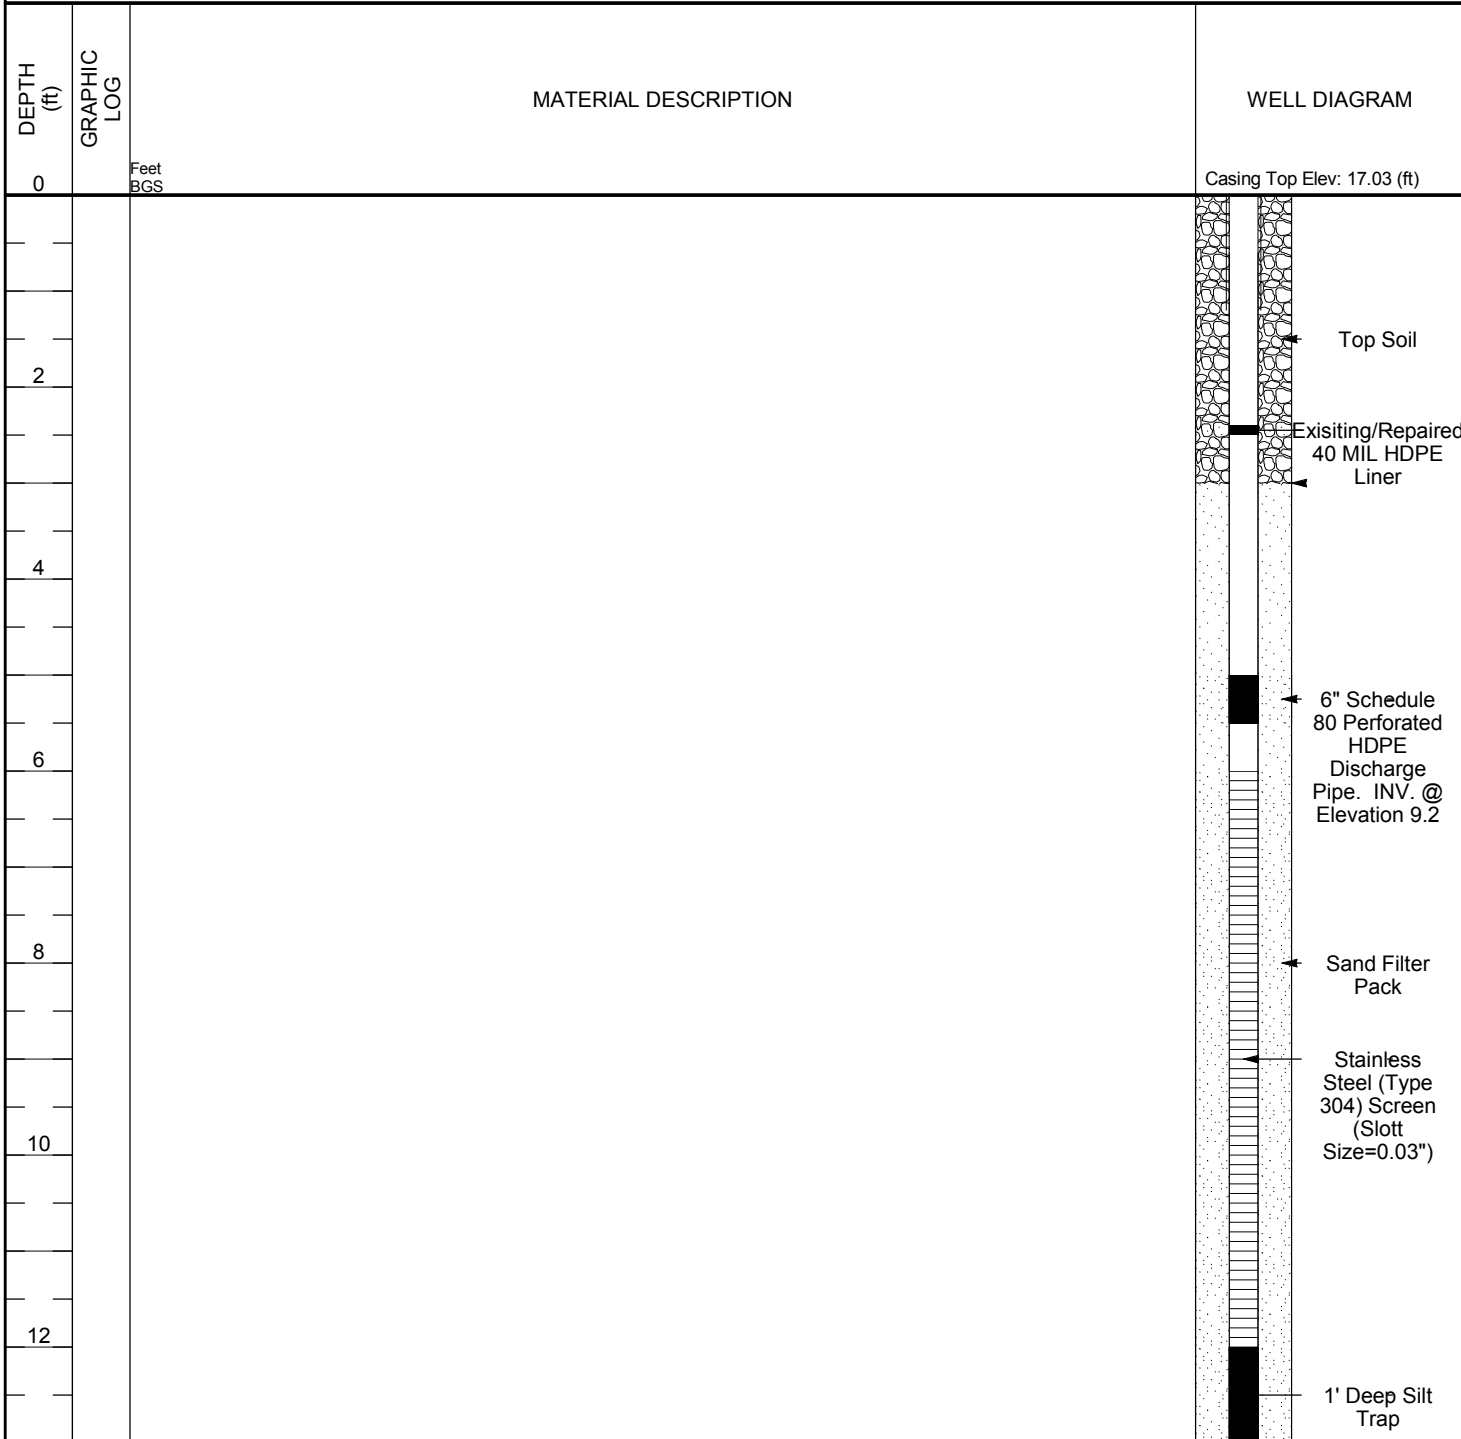 DEPTH
(ft)
GRAPHIC
LOG
MATERIAL DESCRIPTION
WELL DIAGRAM
0
Feet
BGS
Casing Top Elev: 17.03 (ft)
Top Soil
2
Exisiting/Repaired
40 MIL HDPE
Liner
4
6" Schedule
80 Perforated
HDPE
Discharge
Pipe. INV. @
Elevation 9.2
6
8
Sand Filter
Pack
Stainless
Steel (Type
304) Screen
(Slott
Size=0.03")
10
12
1' Deep Silt
Trap